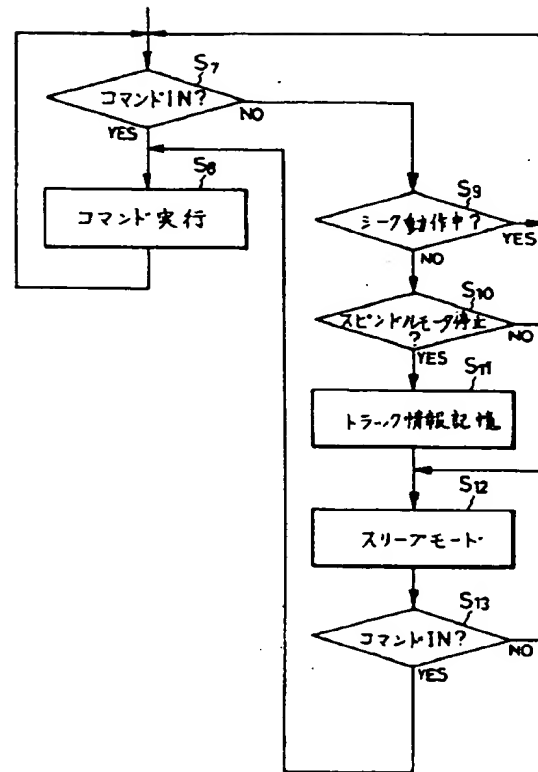 S7
コマンドIN?
NO
YES
S8
コマンド実行
S9
シーク動作中?
YES
NO
S10
スピンドルモータ停止
?
NO
YES
S11
トラック情報記憶
S12
スリープモード
S13
コマンドIN?
NO
YES